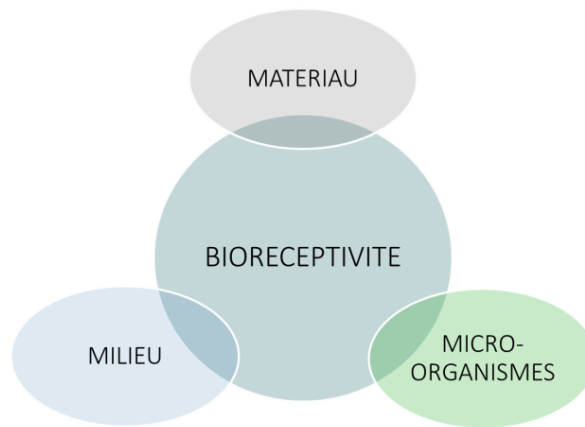 MATERIAU
BIORECEPTIVITE
MILIEU
MICRO-
ORGANISMES